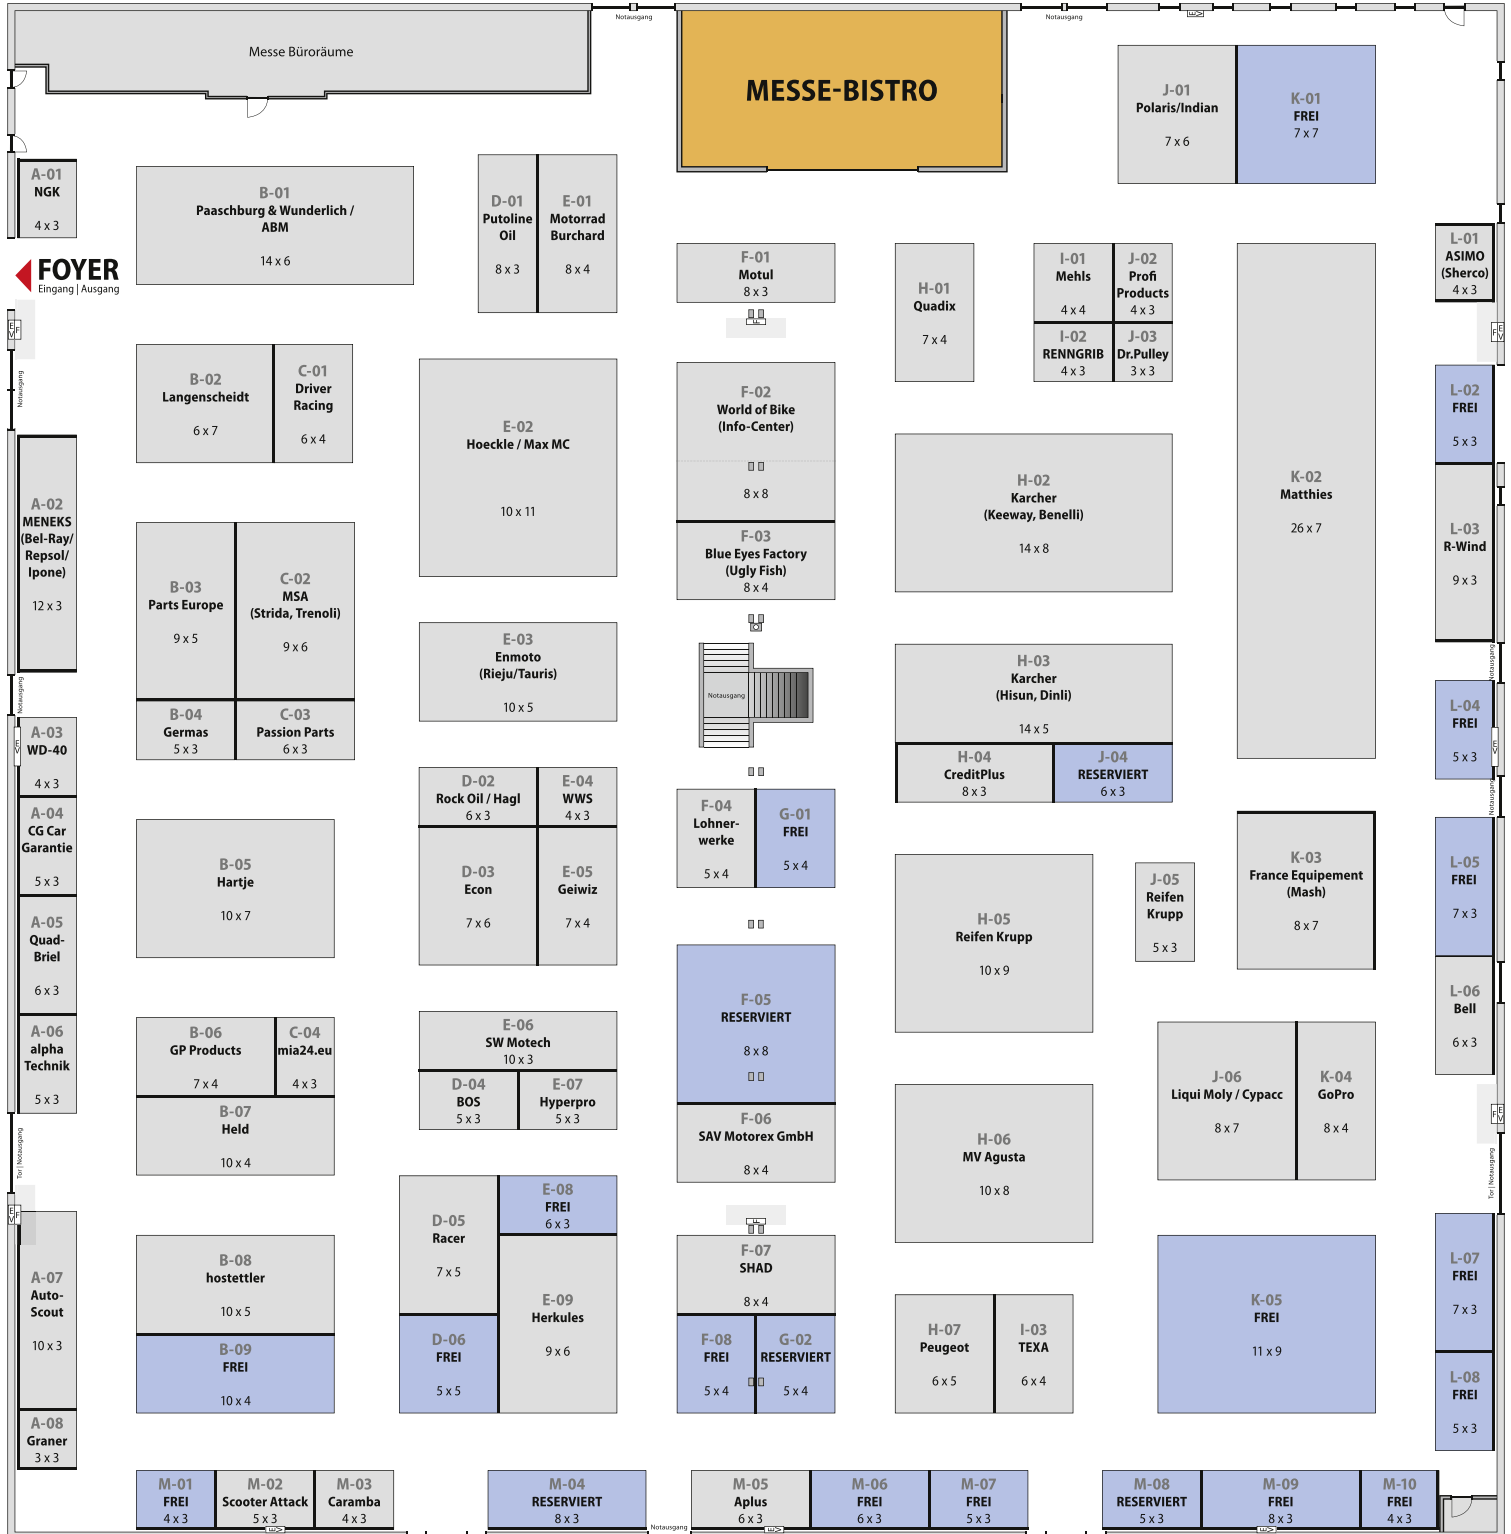 Notausgang
Notausgang
EV
Messe Büroräume
MESSE-BISTRO
J-01
Polaris/Indian
7 x 6
K-01
FREI
7 x 7
A-01
NGK
4 x 3
B-01
Paaschburg & Wunderlich /
ABM
14 x 6
D-01
Putoline
Oil
8 x 3
E-01
Motorrad
Burchard
8 x 4
FOYER
Eingang | Ausgang
F-01
Motul
8 x 3
F
H-01
Quadix
7 x 4
I-01
Mehls
4 x 4
J-02
Profi
Products
4 x 3
I-02
RENNGRIB
4 x 3
J-03
Dr.Pulley
3 x 3
L-01
ASIMO
(Sherco)
4 x 3
EV
F
F
EV
Notausgang
B-02
Langenscheidt
6 x 7
C-01
Driver
Racing
6 x 4
E-02
Hoeckle / Max MC
10 x 11
F-02
World of Bike
(Info-Center)
8 x 8
F-03
Blue Eyes Factory
(Ugly Fish)
8 x 4
H-02
Karcher
(Keeway, Benelli)
14 x 8
K-02
Matthies
26 x 7
L-02
FREI
5 x 3
L-03
R-Wind
9 x 3
A-02
MENEKS
(Bel-Ray/
Repsol/
Ipone)
12 x 3
B-03
Parts Europe
9 x 5
C-02
MSA
(Strida, Trenoli)
9 x 6
E-03
Enmoto
(Rieju/Tauris)
10 x 5
Notausgang
H-03
Karcher
(Hisun, Dinli)
14 x 5
Notausgang
Notausgang
L-04
FREI
5 x 3
EV
Notausgang
A-03
WD-40
4 x 3
EV
B-04
Germas
5 x 3
C-03
Passion Parts
6 x 3
H-04
CreditPlus
8 x 3
J-04
RESERVIERT
6 x 3
D-02
Rock Oil / Hagl
6 x 3
E-04
WWS
4 x 3
A-04
CG Car
Garantie
5 x 3
B-05
Hartje
10 x 7
D-03
Econ
7 x 6
E-05
Geiwiz
7 x 4
F-04
Lohner-
werke
5 x 4
G-01
FREI
5 x 4
H-05
Reifen Krupp
10 x 9
J-05
Reifen
Krupp
5 x 3
K-03
France Equipement
(Mash)
8 x 7
L-05
FREI
7 x 3
A-05
Quad-
Briel
6 x 3
F-05
RESERVIERT
8 x 8
L-06
Bell
6 x 3
A-06
alpha
Technik
5 x 3
B-06
GP Products
7 x 4
C-04
mia24.eu
4 x 3
E-06
SW Motech
10 x 3
D-04
BOS
5 x 3
E-07
Hyperpro
5 x 3
J-06
Liqui Moly / Cypacc
8 x 7
K-04
GoPro
8 x 4
B-07
Held
10 x 4
F-06
SAV Motorex GmbH
8 x 4
H-06
MV Agusta
10 x 8
F
EV
Tor | Notausgang
Tor | Notausgang
EV
F
D-05
Racer
7 x 5
E-08
FREI
6 x 3
F
A-07
Auto-
Scout
10 x 3
B-08
hostettler
10 x 5
E-09
Herkules
9 x 6
F-07
SHAD
8 x 4
K-05
FREI
11 x 9
L-07
FREI
7 x 3
B-09
FREI
10 x 4
D-06
FREI
5 x 5
F-08
FREI
5 x 4
G-02
RESERVIERT
5 x 4
H-07
Peugeot
6 x 5
I-03
TEXA
6 x 4
L-08
FREI
5 x 3
A-08
Graner
3 x 3
M-01
FREI
4 x 3
M-02
Scooter Attack
5 x 3
M-03
Caramba
4 x 3
M-04
RESERVIERT
8 x 3
M-05
Aplus
6 x 3
M-06
FREI
6 x 3
M-07
FREI
5 x 3
M-08
RESERVIERT
5 x 3
M-09
FREI
8 x 3
M-10
FREI
4 x 3
EV
Notausgang
EV
EV